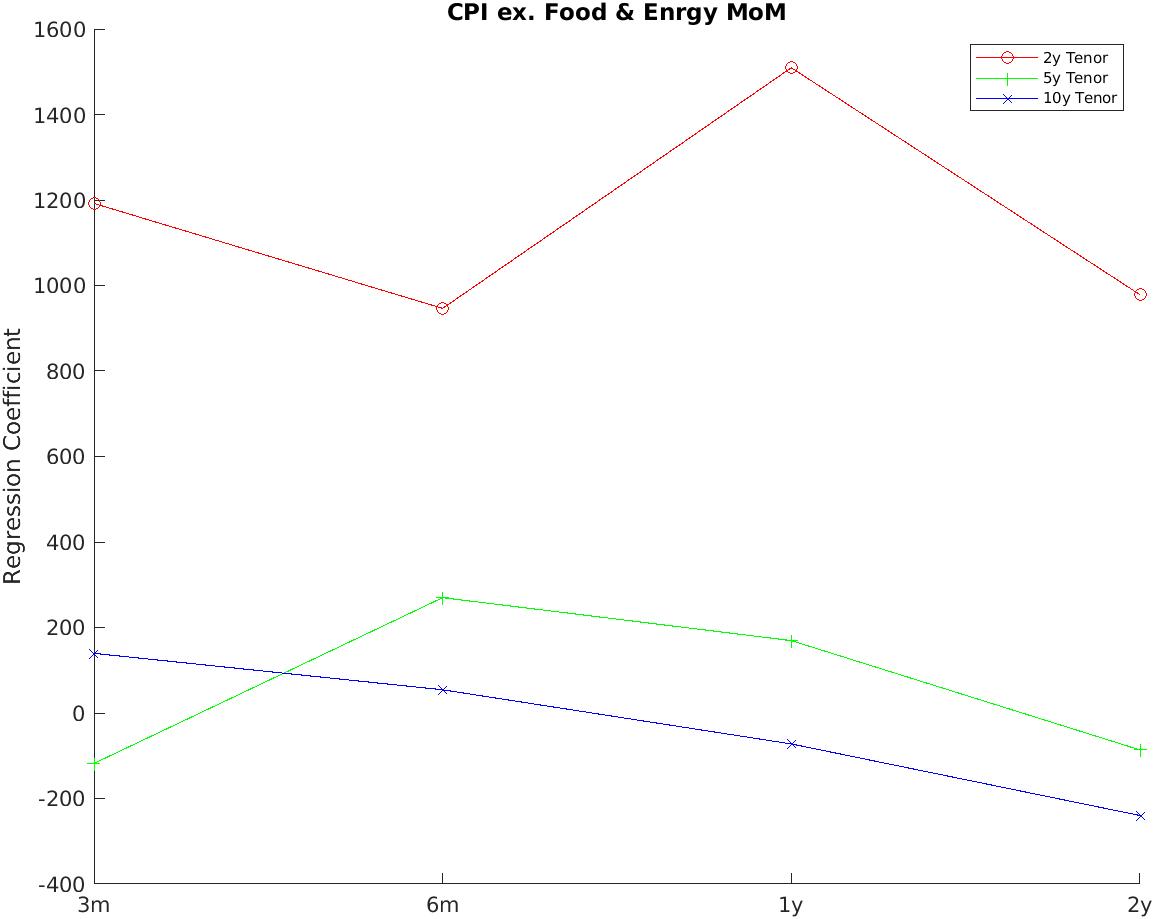 CPI ex. Food & Enrgy MoM
1600
1400
1200
1000
800
600
400
200
0
-200
-400
Regression Coefficient
3m
6m
1y
2y
2y Tenor
5y Tenor
10y Tenor